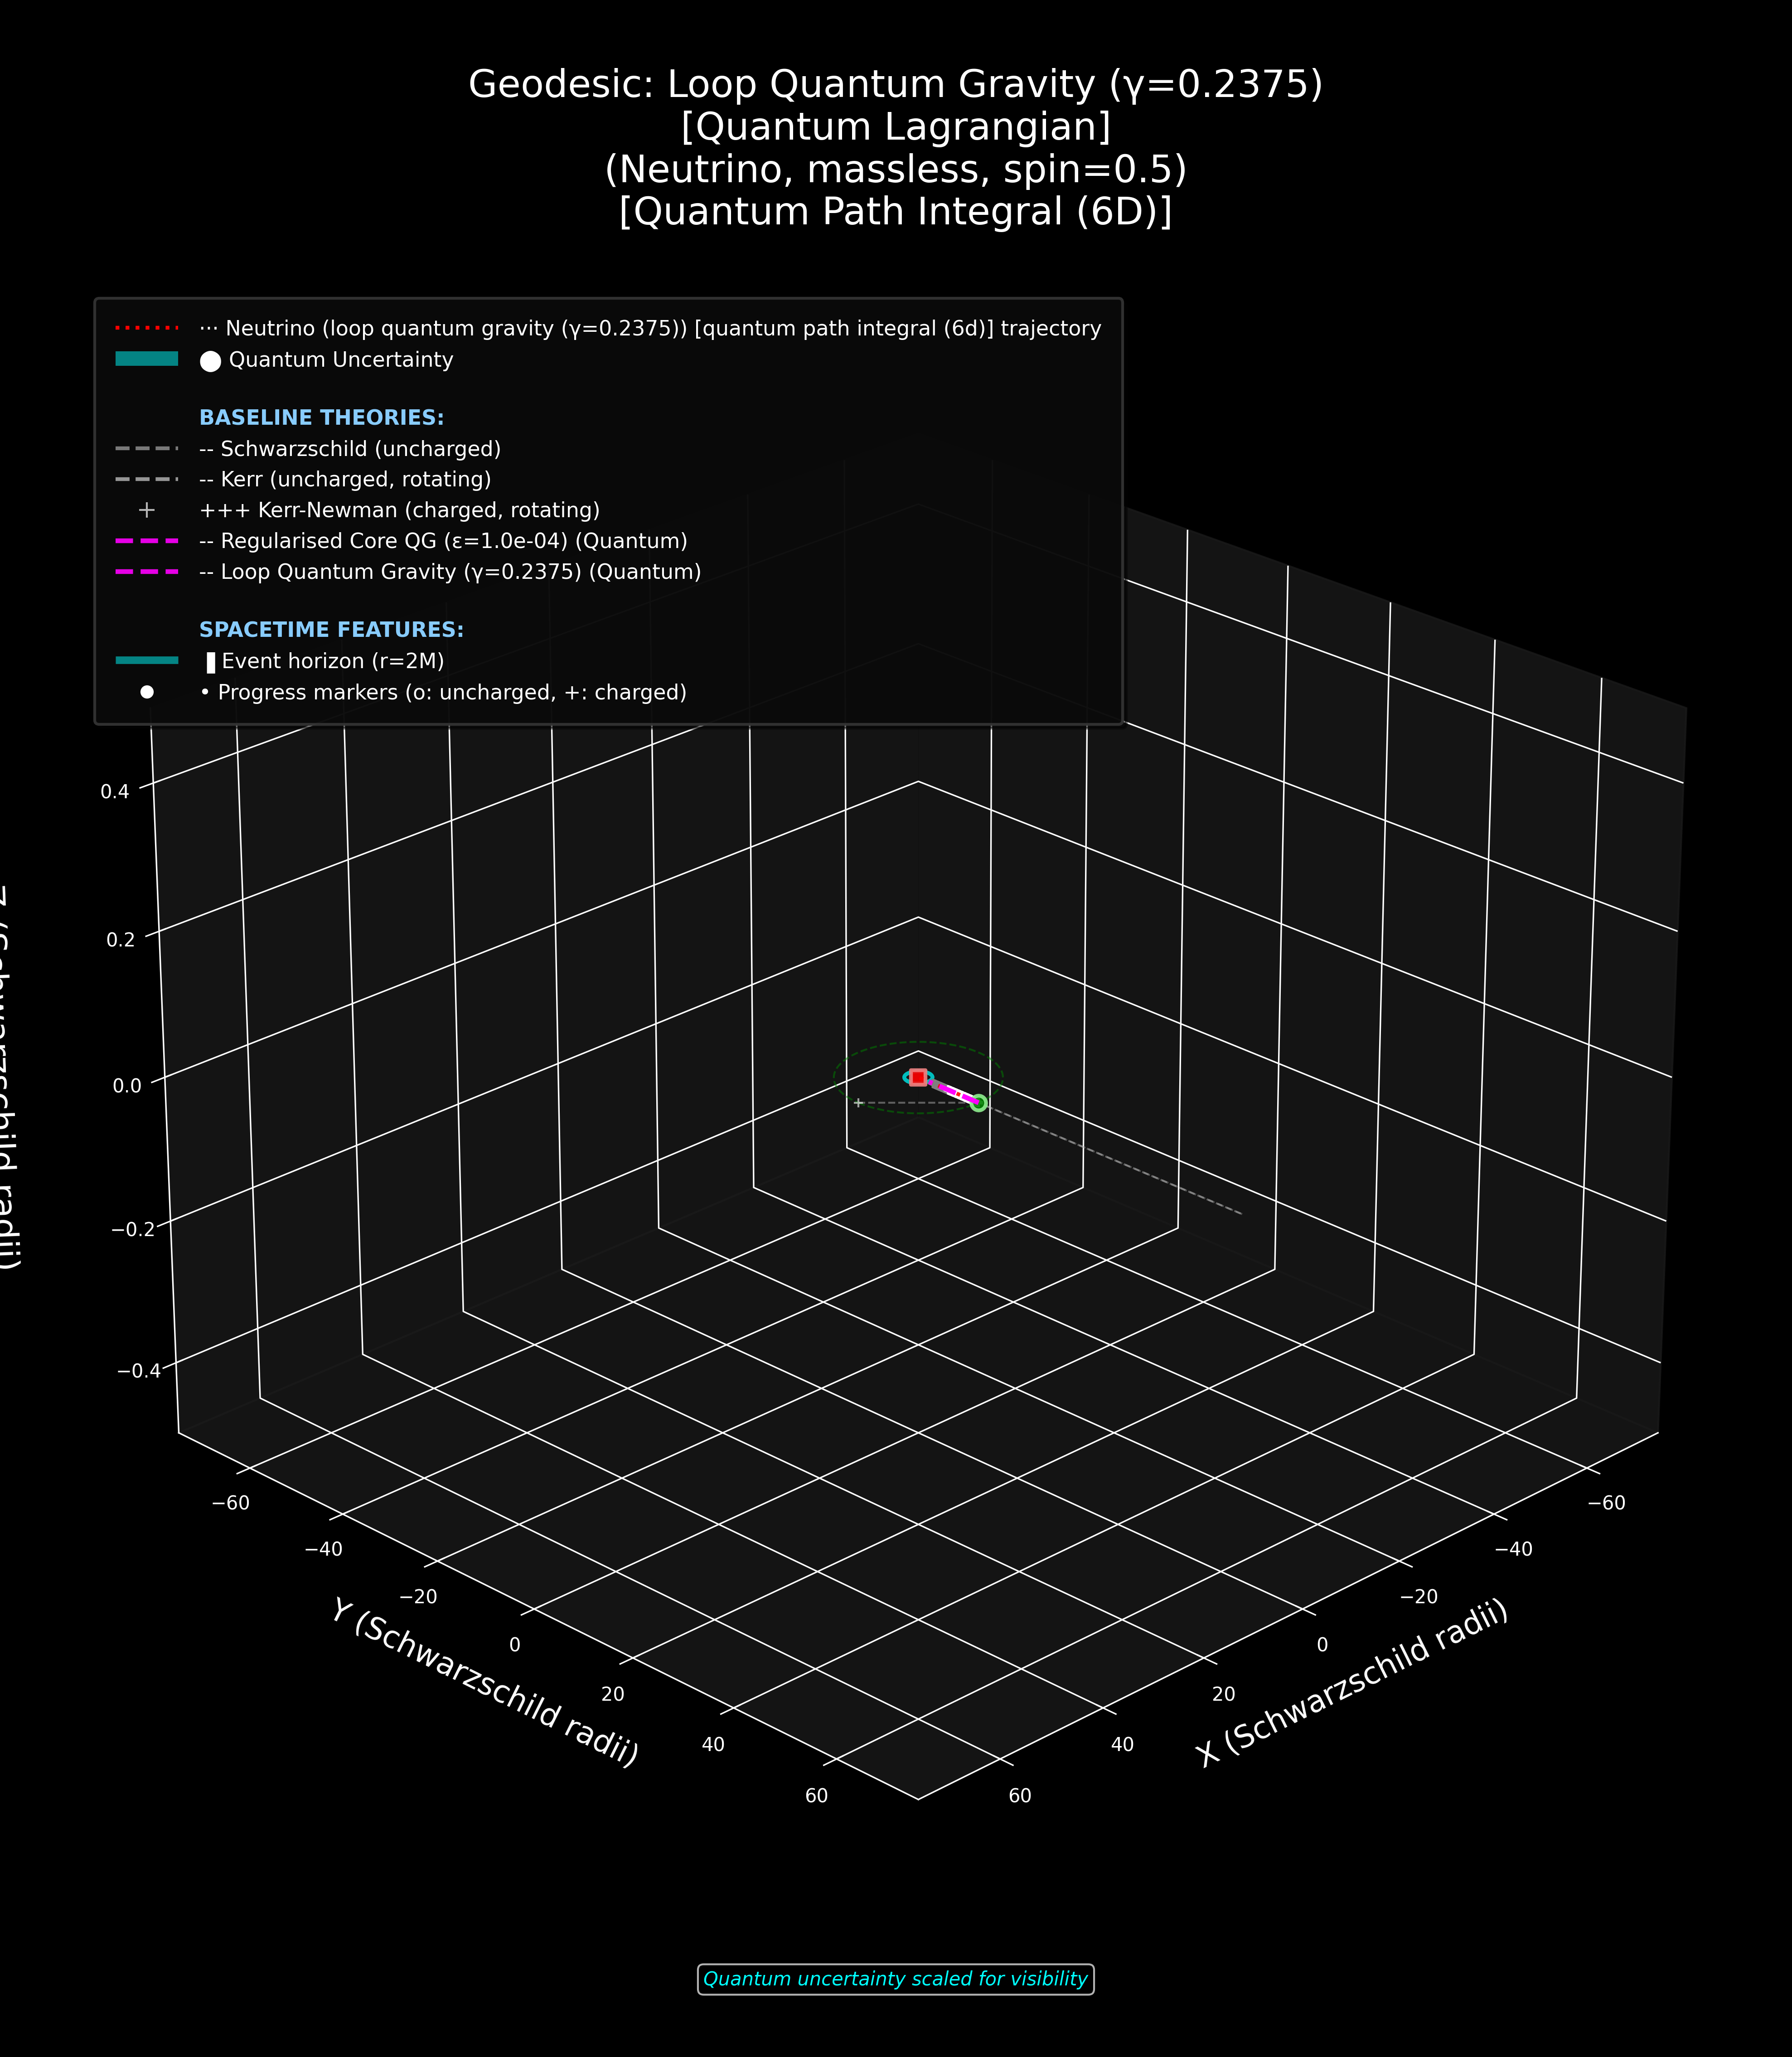 Geodesic: Loop Quantum Gravity (γ=0.2375)
[Quantum Lagrangian]
(Neutrino, massless, spin=0.5)
[Quantum Path Integral (6D)]
··· Neutrino (loop quantum gravity (γ=0.2375)) [quantum path integral (6d)] trajectory
● Quantum Uncertainty
BASELINE THEORIES:
-- Schwarzschild (uncharged)
-- Kerr (uncharged, rotating)
+++ Kerr-Newman (charged, rotating)
-- Regularised Core QG (ε=1.0e-04) (Quantum)
-- Loop Quantum Gravity (γ=0.2375) (Quantum)
SPACETIME FEATURES:
▐ Event horizon (r=2M)
• Progress markers (o: uncharged, +: charged)
0.4
0.2
0.0
−0.2
−0.4
radii)
−60
−40
−20
0
20
40
60
Y (Schwarzschild radii)
60
40
20
0
−20
−40
−60
X (Schwarzschild radii)
Quantum uncertainty scaled for visibility